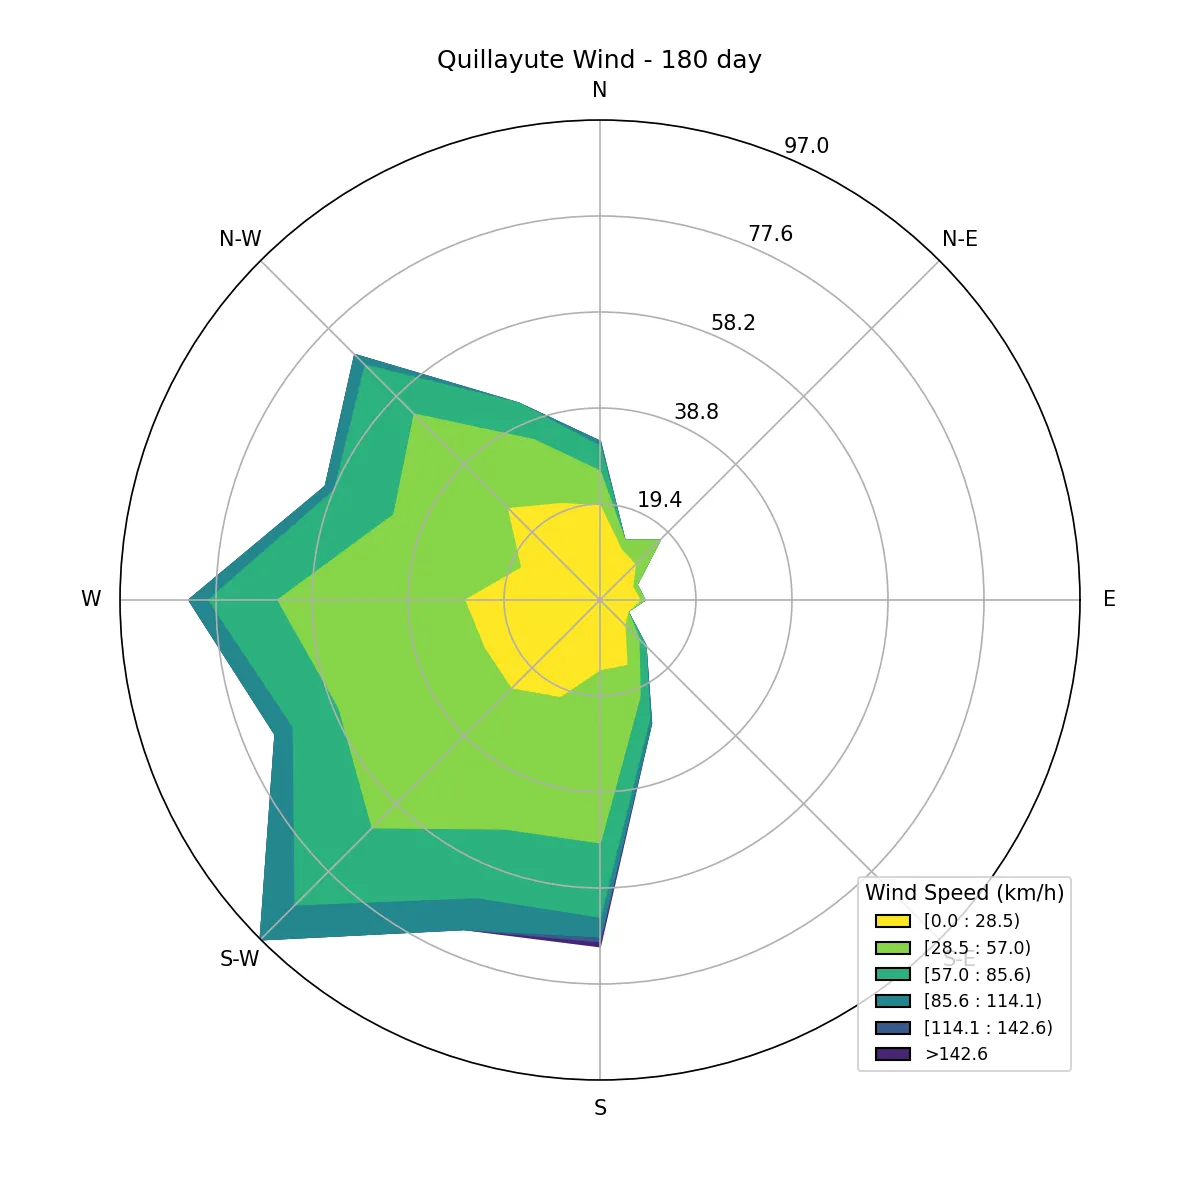 Quillayute Wind - 180 day
N
97.0
N-W
77.6
N-E
58.2
38.8
19.4
W
E
Wind Speed (km/h)
[0.0 : 28.5)
[28.5 : 57.0)
S-W
S-E
[57.0 : 85.6)
[85.6 : 114.1)
[114.1 : 142.6)
>142.6
S